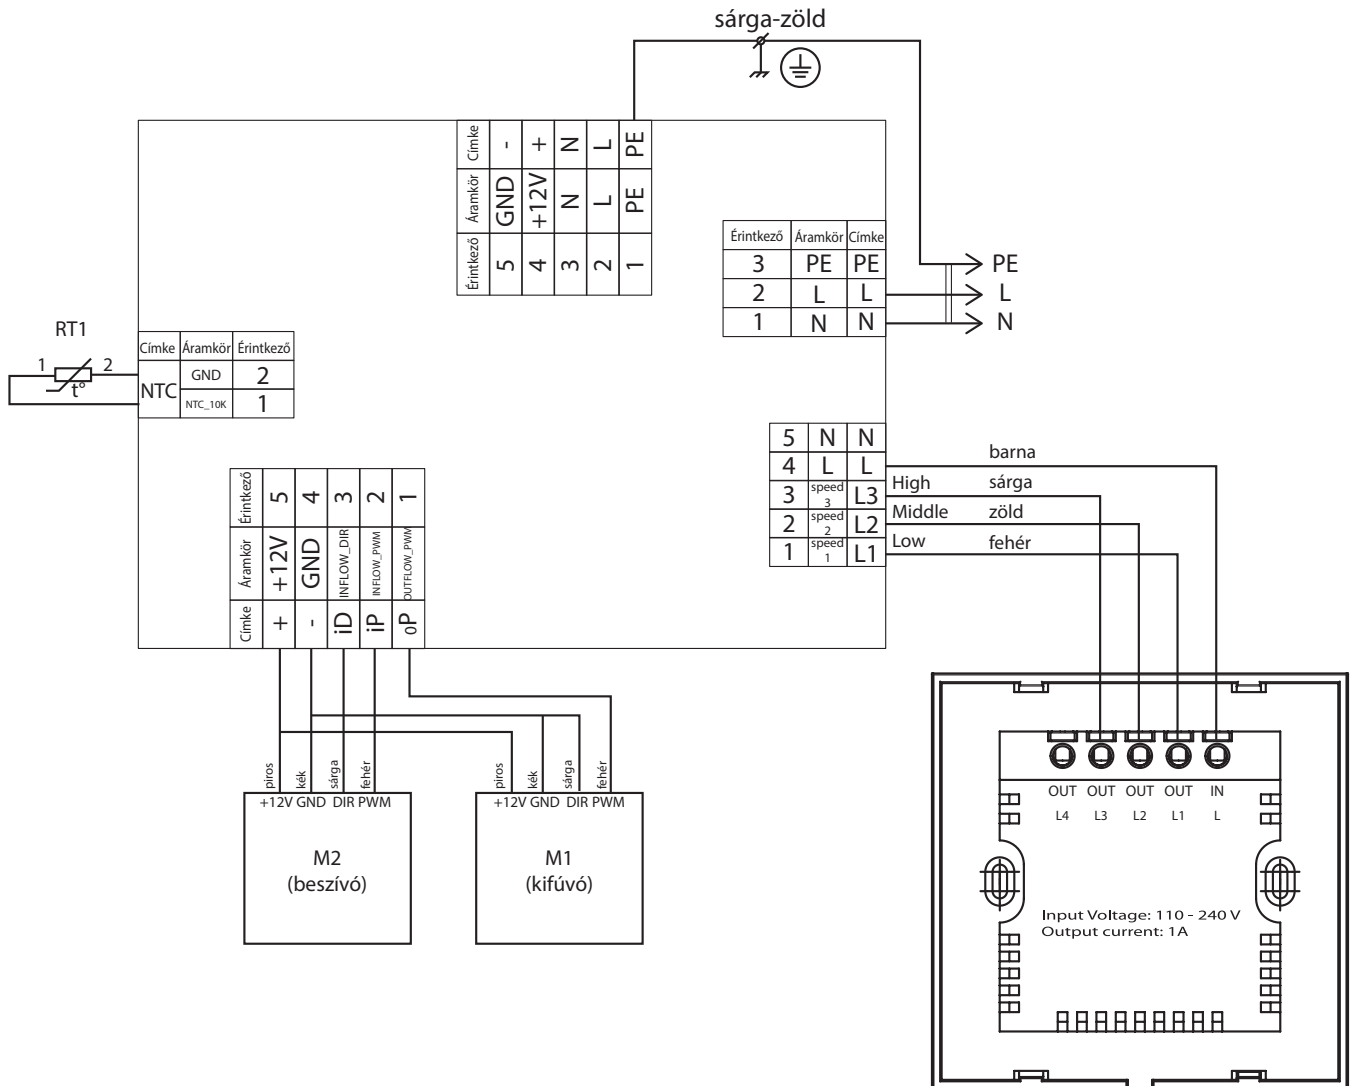 sárga-zöld
Címke - + N L PE
Áramkör GND +12V N L PE
Érintkező 5 4 3 2 1
Érintkező Áramkör Címke
3 PE PE
2 L L
1 N N
PE
L
N
RT1
1 2
t°
Címke Áramkör Érintkező
NTC GND 2
NTC_10K 1
5 N N
4 L L
3 speed 3 L3
2 speed 2 L2
1 speed 1 L1
barna
High sárga
Middle zöld
Low fehér
Érintkező 5 4 3 2 1
Áramkör +12V GND INFLOW_DIR INFLOW_PWM OUTFLOW_PWM
Címke + - iD iP oP
piros kék sárga fehér
+12V GND DIR PWM
M2
(beszívó)
piros kék sárga fehér
+12V GND DIR PWM
M1
(kifúvó)
OUT OUT OUT OUT IN
L4 L3 L2 L1 L
Input Voltage: 110 - 240 V
Output current: 1A